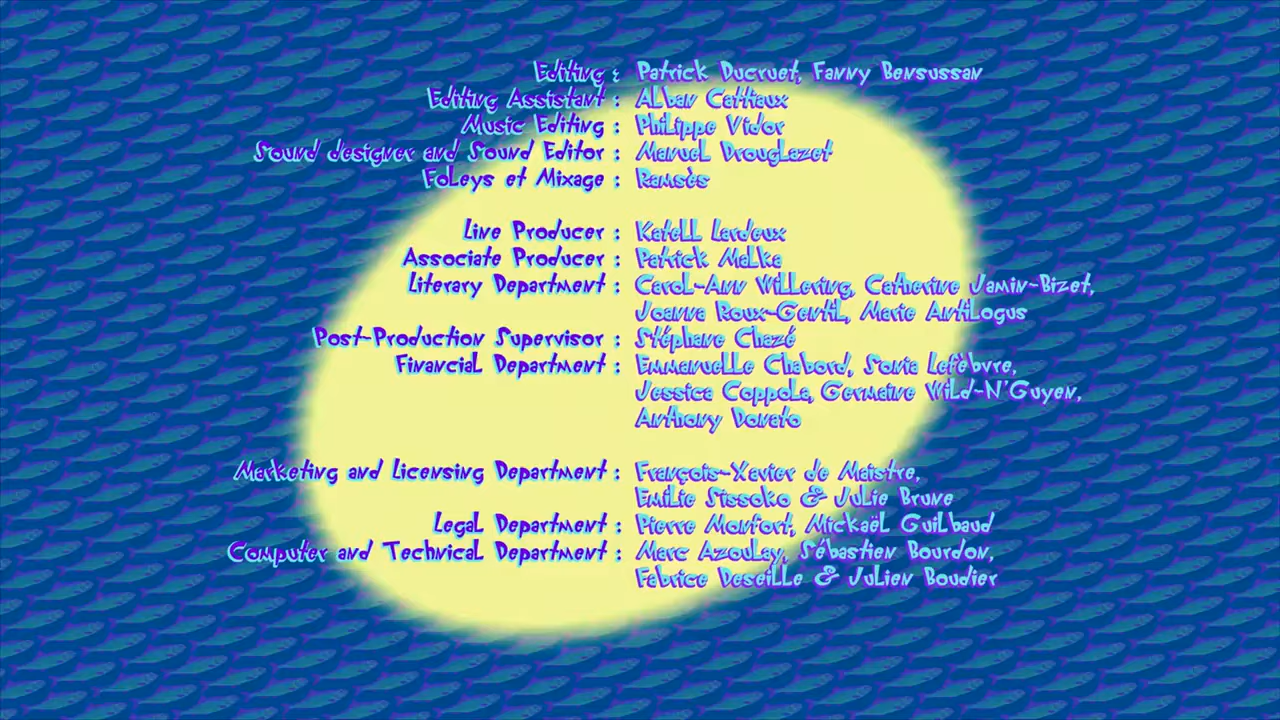 Editing : Patrick Ducruet, Fanny Bensussan
Editing Assistant : Alban Cattiaux
Music Editing : Philippe Vidor
Sound designer and Sound Editor : Manuel Drouglazet
Foleys et Mixage : Ramsès
Live Producer : Katell Lardeux
Associate Producer : Patrick Malka
Literary Department : Carol-Ann Willering, Catherine Jamin-Bizet,
Joanna Roux-Gentil, Marie Antilogus
Post-Production Supervisor : Stéphane Chazé
Financial Department : Emmanuelle Chabord, Sonia Lefèbvre,
Jessica Coppola, Germaine Wild-N'Guyen,
Anthony Donato
Marketing and Licensing Department : François-Xavier de Maistre,
Emilie Sissoko & Julie Brune
Legal Department : Pierre Monfort, Mickaël Guilbaud
Computer and Technical Department : Marc Azoulay, Sébastien Bourdon,
Fabrice Deseille & Julien Boudier